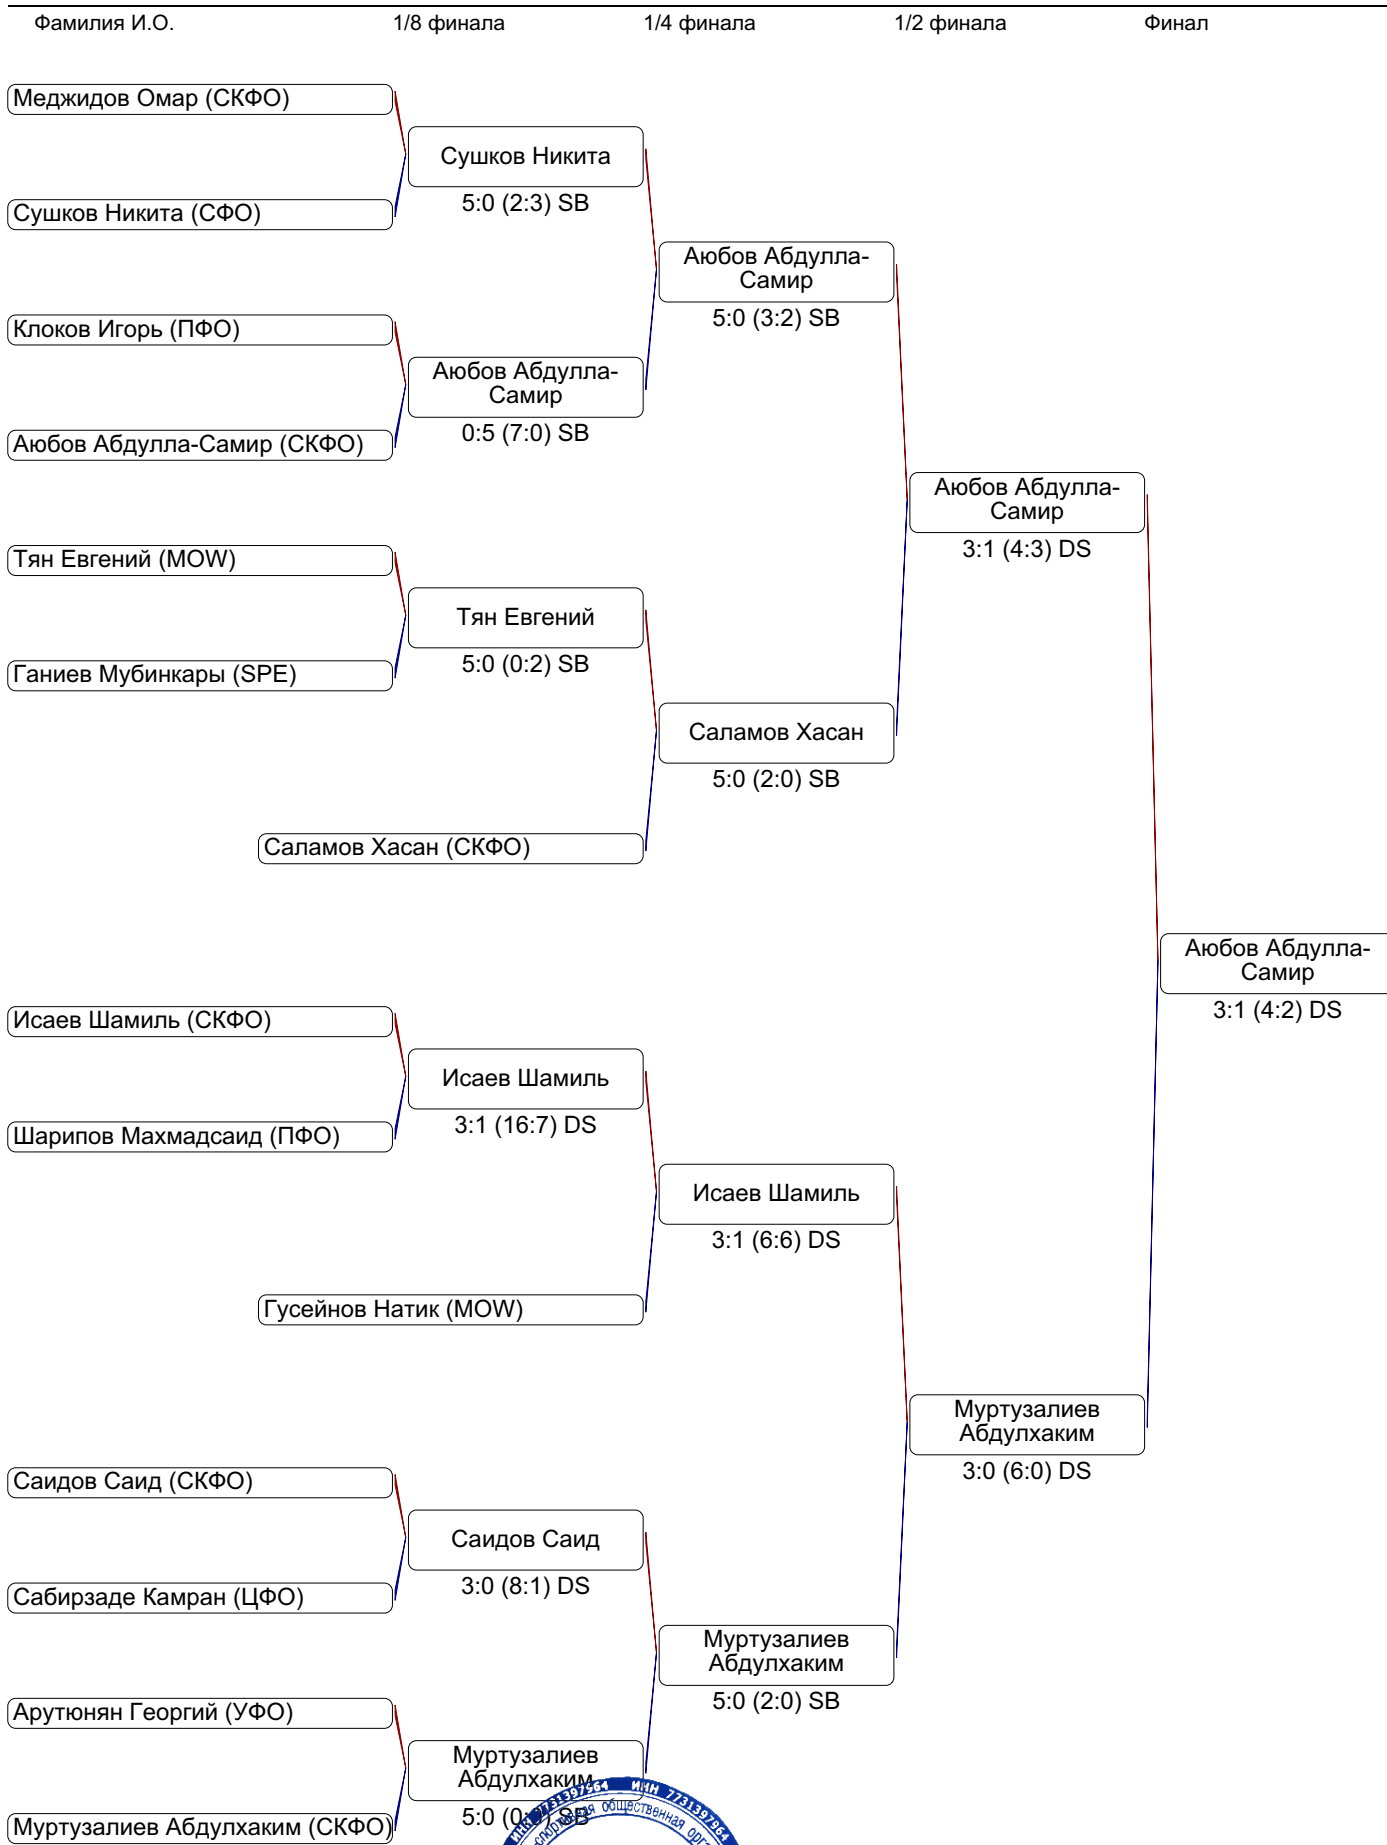 Фамилия И.О. 1/8 финала 1/4 финала 1/2 финала Финал
Меджидов Омар (СКФО)
Сушков Никита
5:0 (2:3) SB
Сушков Никита (СФО)
Аюбов Абдулла-
Самир
5:0 (3:2) SB
Клоков Игорь (ПФО)
Аюбов Абдулла-
Самир
0:5 (7:0) SB
Аюбов Абдулла-Самир (СКФО)
Аюбов Абдулла-
Самир
3:1 (4:3) DS
Тян Евгений (MOW)
Тян Евгений
5:0 (0:2) SB
Ганиев Мубинкары (SPE)
Саламов Хасан
5:0 (2:0) SB
Саламов Хасан (СКФО)
Аюбов Абдулла-
Самир
3:1 (4:2) DS
Исаев Шамиль (СКФО)
Исаев Шамиль
3:1 (16:7) DS
Шарипов Махмадсаид (ПФО)
Исаев Шамиль
3:1 (6:6) DS
Гусейнов Натик (MOW)
Муртузалиев
Абдулхаким
3:0 (6:0) DS
Саидов Саид (СКФО)
Саидов Саид
3:0 (8:1) DS
Сабирзаде Камран (ЦФО)
Муртузалиев
Абдулхаким
5:0 (2:0) SB
Арутюнян Георгий (УФО)
Муртузалиев
Абдулхаким
5:0 SB
Муртузалиев Абдулхаким (СКФО)
ИНН 7731397964 ИНН 7731397964
общественная